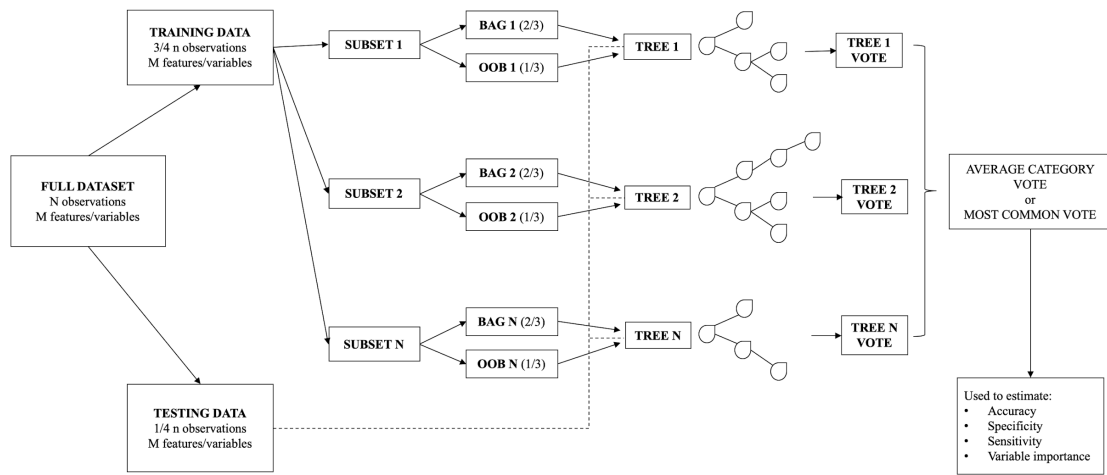 TRAINING DATA
3/4 n observations
M features/variables
FULL DATASET
N observations
M features/variables
TESTING DATA
1/4 n observations
M features/variables
SUBSET 1
SUBSET 2
SUBSET N
BAG 1 (2/3)
OOB 1 (1/3)
BAG 2 (2/3)
OOB 2 (1/3)
BAG N (2/3)
OOB N (1/3)
TREE 1
TREE 2
TREE N
TREE 1
VOTE
TREE 2
VOTE
TREE N
VOTE
AVERAGE CATEGORY
VOTE
or
MOST COMMON VOTE
Used to estimate:
• Accuracy
• Specificity
• Sensitivity
• Variable importance